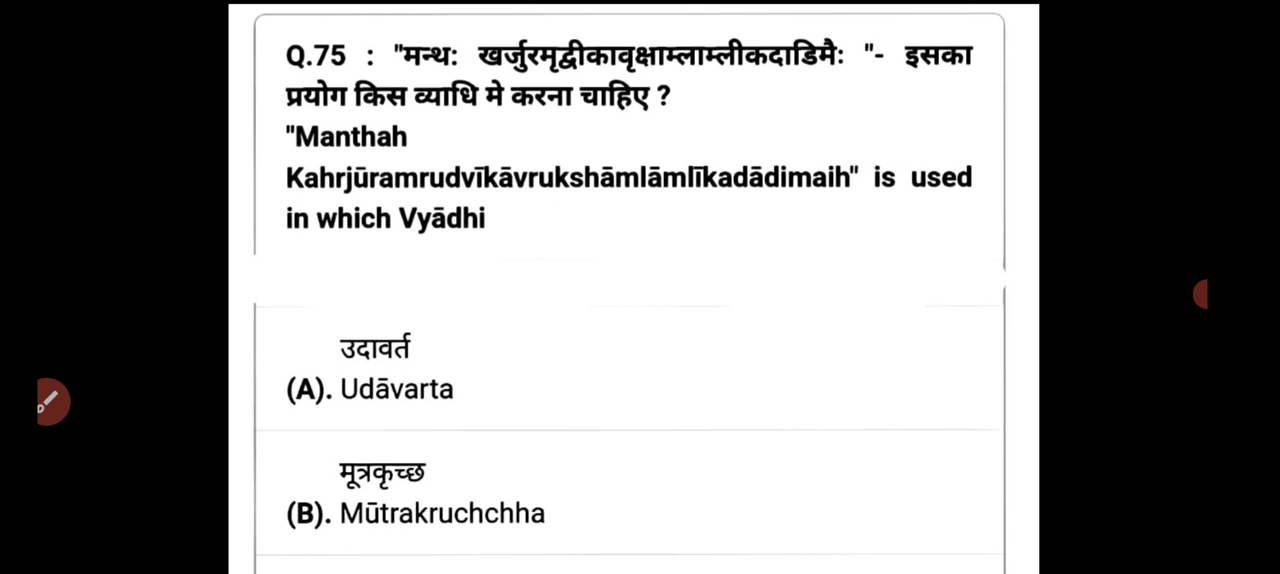 Q.75 : "मन्थः खर्जुरमृद्वीकावृक्षाम्लाम्लीकदाडिमैः "- इसका
प्रयोग किस व्याधि मे करना चाहिए ?
"Manthah
Kahrjūramrudvīkāvrukshāmlāmlīkadādimaih" is used
in which Vyādhi
उदावर्त
(A). Udāvarta
मूत्रकृच्छ
(B). Mūtrakruchchha